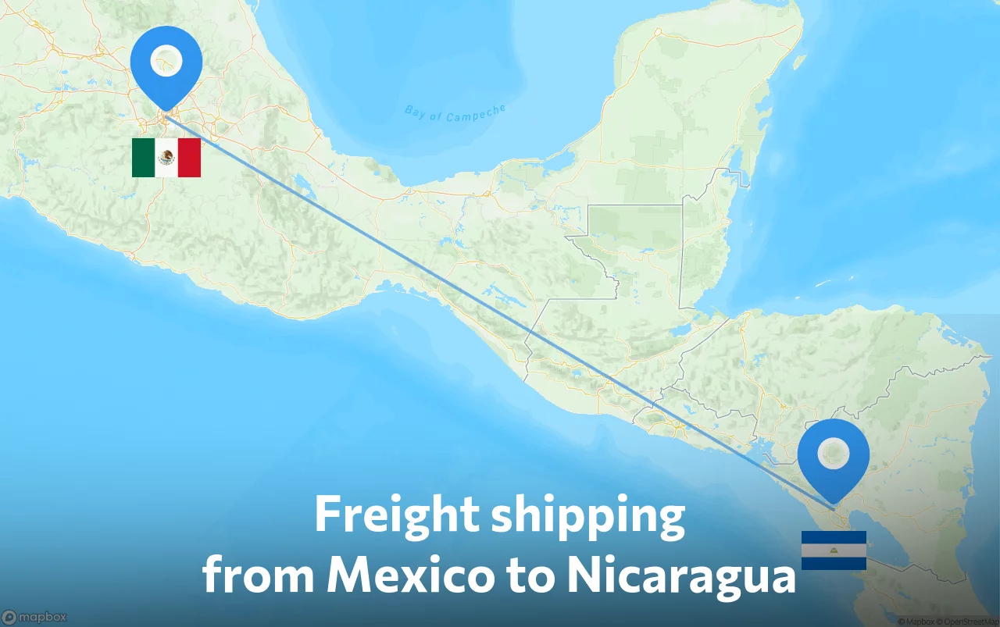 Bay of Campeche
Freight shipping
from Mexico to Nicaragua
mapbox
© Mapbox © OpenStreetMap